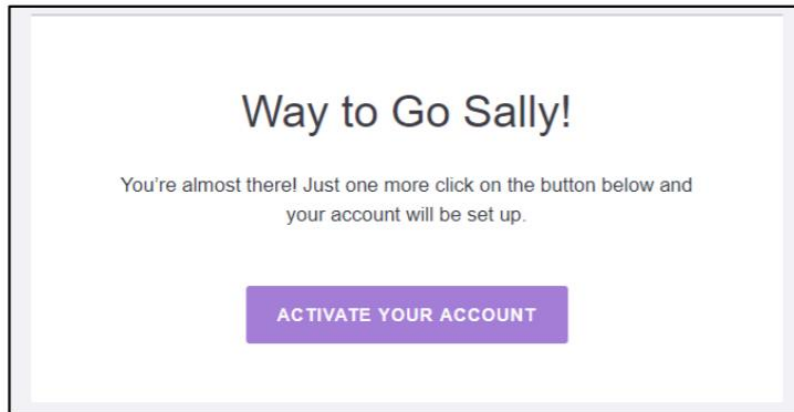 Way to Go Sally!
You're almost there! Just one more click on the button below and
your account will be set up.
ACTIVATE YOUR ACCOUNT